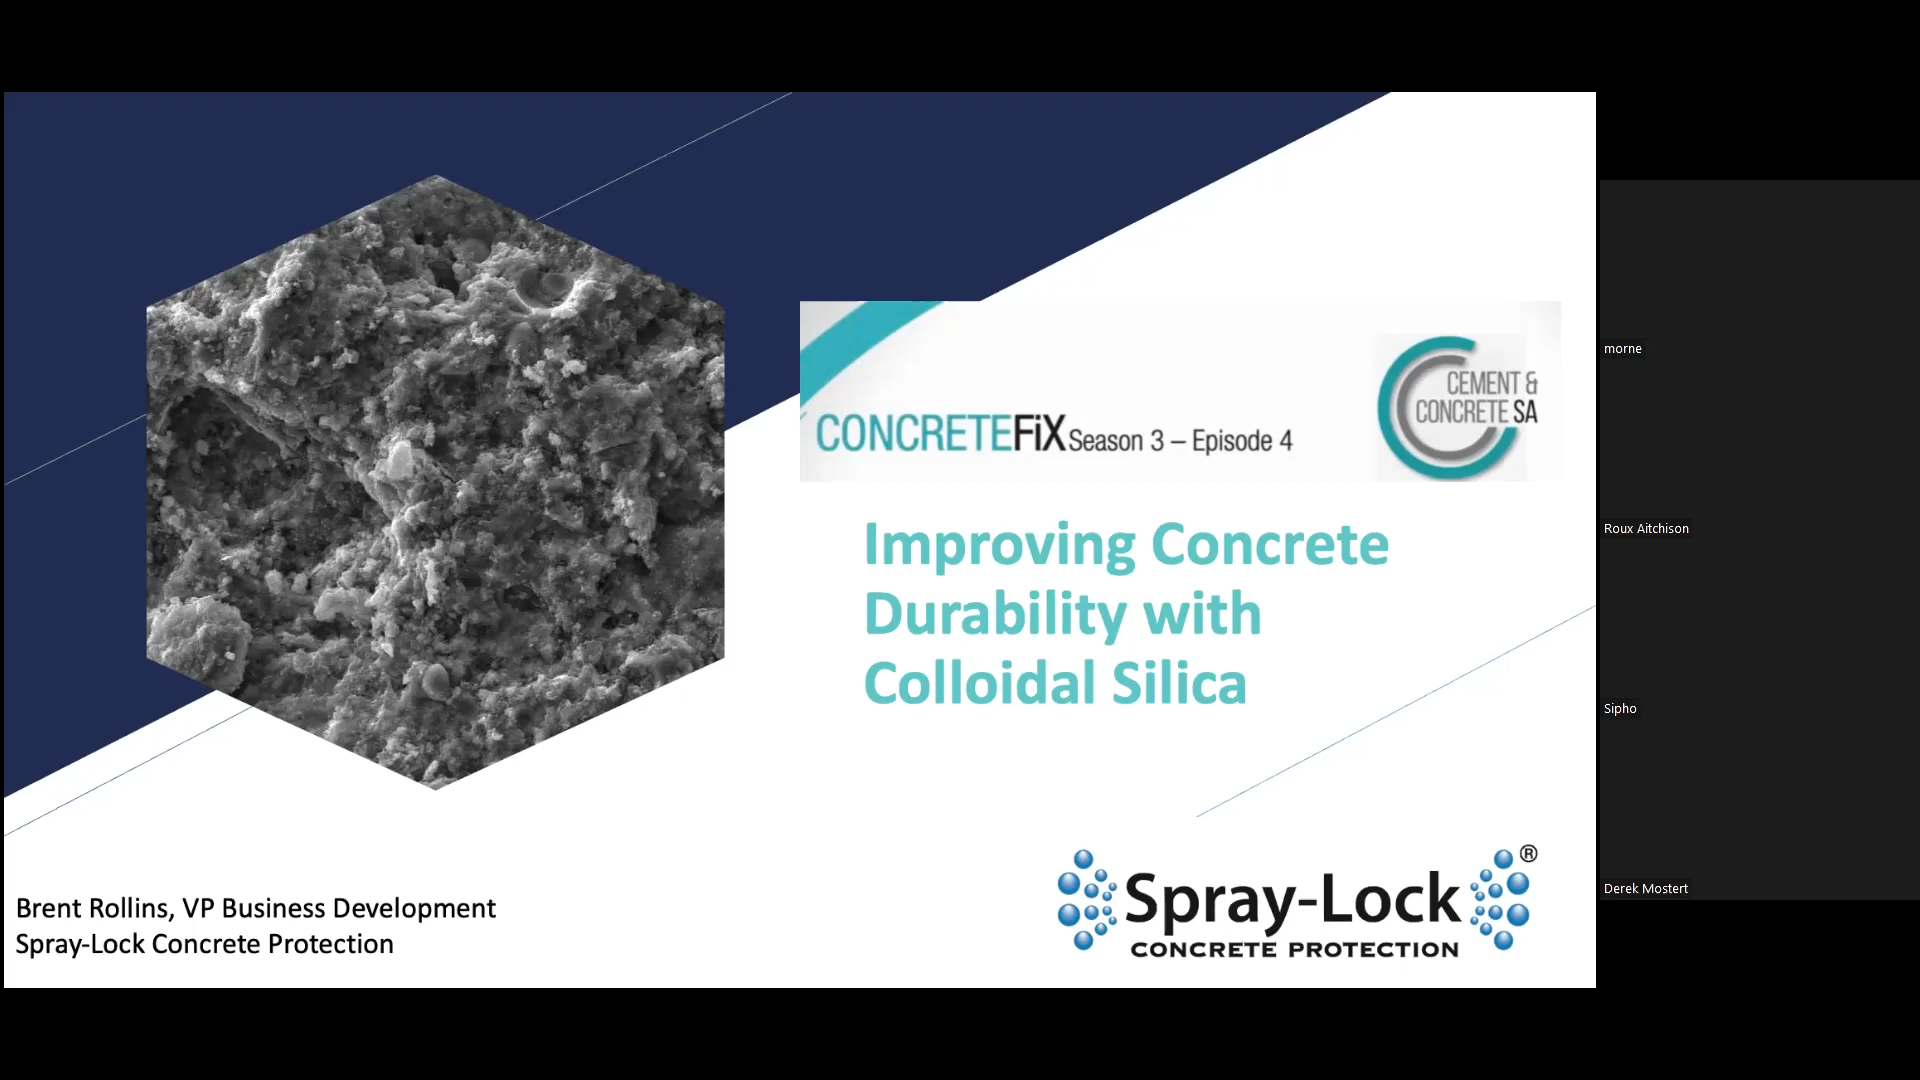 CONCRETEFiX Season 3 – Episode 4
CEMENT &
CONCRETE SA
Improving Concrete
Durability with
Colloidal Silica
Brent Rollins, VP Business Development
Spray-Lock Concrete Protection
Spray-Lock®
CONCRETE PROTECTION
morne
Roux Aitchison
Sipho
Derek Mostert